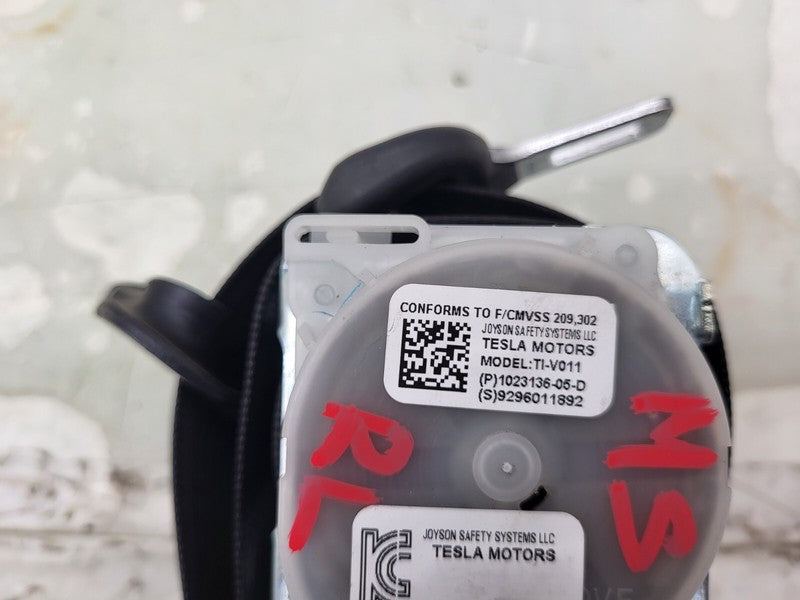 CONFORMS TO F/CMVSS 209,302
JOYSON SAFETY SYSTEMS LLC
TESLA MOTORS
MODEL:TI-V011
(P)1023136-05-D
(S)9296011892
RL
MS
JOYSON SAFETY SYSTEMS LLC
TESLA MOTORS